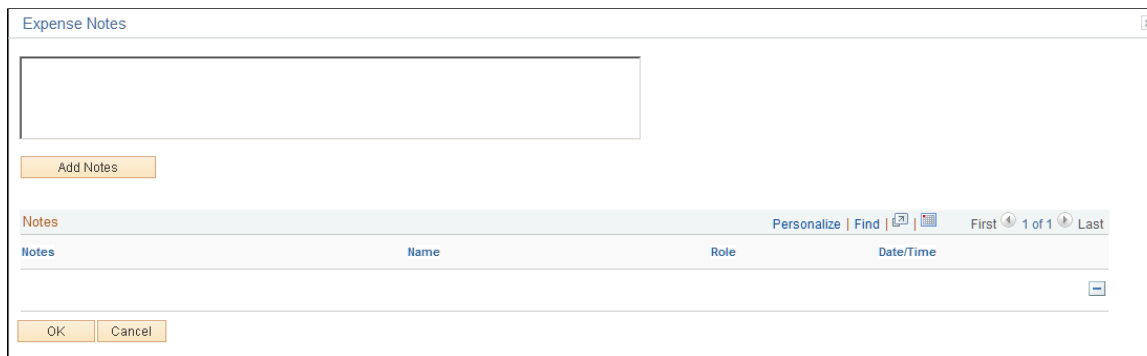 Expense Notes
Add Notes
Notes Personalize | Find | | First 1 of 1 Last
Notes Name Role Date/Time
OK Cancel